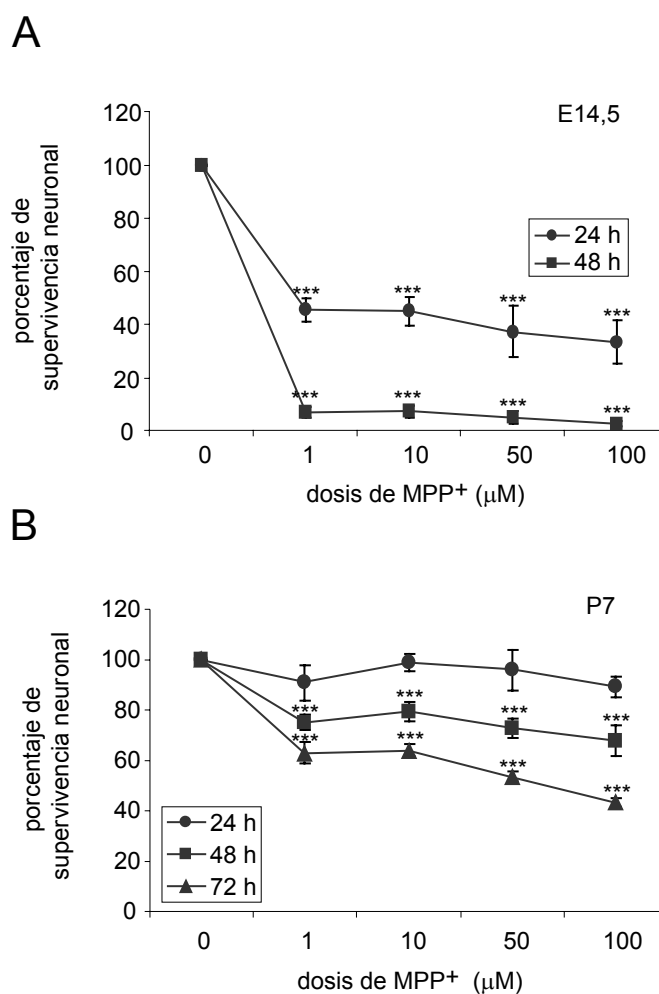 A
120
100
80
60
40
20
0
porcentaje de
supervivencia neuronal
E14,5
24 h
48 h
*** *** *** ***
*** *** *** ***
0 1 10 50 100
dosis de MPP+ (μM)
B
120
100
80
60
40
20
0
porcentaje de
supervivencia neuronal
P7
*** *** *** ***
*** *** *** ***
24 h
48 h
72 h
0 1 10 50 100
dosis de MPP+ (μM)